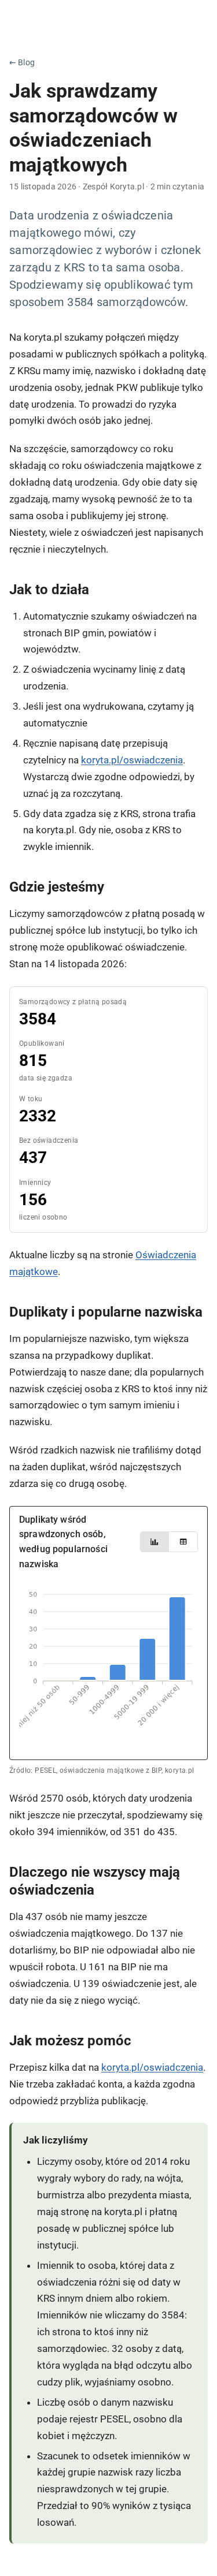 ← Blog
Jak sprawdzamy
samorządowców w
oświadczeniach
majątkowych
15 listopada 2026 · Zespół Koryta.pl · 2 min czytania
Data urodzenia z oświadczenia
majątkowego mówi, czy
samorządowiec z wyborów i członek
zarządu z KRS to ta sama osoba.
Spodziewamy się opublikować tym
sposobem 3584 samorządowców.
Na koryta.pl szukamy połączeń między
posadami w publicznych spółkach a polityką.
Z KRSu mamy imię, nazwisko i dokładną datę
urodzenia osoby, jednak PKW publikuje tylko
datę urodzenia. To prowadzi do ryzyka
pomyłki dwóch osób jako jednej.
Na szczęście, samorządowcy co roku
składają co roku oświadczenia majątkowe z
dokładną datą urodzenia. Gdy obie daty się
zgadzają, mamy wysoką pewność że to ta
sama osoba i publikujemy jej stronę.
Niestety, wiele z oświadczeń jest napisanych
ręcznie i nieczytelnych.
Jak to działa
1. Automatycznie szukamy oświadczeń na
stronach BIP gmin, powiatów i
województw.
2. Z oświadczenia wycinamy linię z datą
urodzenia.
3. Jeśli jest ona wydrukowana, czytamy ją
automatycznie
4. Ręcznie napisaną datę przepisują
czytelnicy na koryta.pl/oswiadczenia.
Wystarczą dwie zgodne odpowiedzi, by
uznać ją za rozczytaną.
5. Gdy data zgadza się z KRS, strona trafia
na koryta.pl. Gdy nie, osoba z KRS to
zwykle imiennik.
Gdzie jesteśmy
Liczymy samorządowców z płatną posadą w
publicznej spółce lub instytucji, bo tylko ich
stronę może opublikować oświadczenie.
Stan na 14 listopada 2026:
Samorządowcy z płatną posadą
3584
Opublikowani
815
data się zgadza
W toku
2332
Bez oświadczenia
437
Imiennicy
156
liczeni osobno
Aktualne liczby są na stronie Oświadczenia
majątkowe.
Duplikaty i popularne nazwiska
Im popularniejsze nazwisko, tym większa
szansa na przypadkowy duplikat.
Potwierdzają to nasze dane; dla popularnych
nazwisk częściej osoba z KRS to ktoś inny niż
samorządowiec o tym samym imieniu i
nazwisku.
Wśród rzadkich nazwisk nie trafiliśmy dotąd
na żaden duplikat, wśród najczęstszych
zdarza się co drugą osobę.
Duplikaty wśród
sprawdzonych osób,
według popularności
nazwiska
50
40
30
20
10
0
niej niż 50 osób
50-999
1000-4999
5000-19 999
20 000 i więcej
Źródło: PESEL, oświadczenia majątkowe z BIP, koryta.pl
Wśród 2570 osób, których daty urodzenia
nikt jeszcze nie przeczytał, spodziewamy się
około 394 imienników, od 351 do 435.
Dlaczego nie wszyscy mają
oświadczenia
Dla 437 osób nie mamy jeszcze
oświadczenia majątkowego. Do 137 nie
dotarliśmy, bo BIP nie odpowiadał albo nie
wpuścił robota. U 161 na BIP nie ma
oświadczenia. U 139 oświadczenie jest, ale
daty nie da się z niego wyciąć.
Jak możesz pomóc
Przepisz kilka dat na koryta.pl/oswiadczenia.
Nie trzeba zakładać konta, a każda zgodna
odpowiedź przybliża publikację.
Jak liczyliśmy
• Liczymy osoby, które od 2014 roku
wygrały wybory do rady, na wójta,
burmistrza albo prezydenta miasta,
mają stronę na koryta.pl i płatną
posadę w publicznej spółce lub
instytucji.
• Imiennik to osoba, której data z
oświadczenia różni się od daty w
KRS innym dniem albo rokiem.
Imienników nie wliczamy do 3584:
ich strona to ktoś inny niż
samorządowiec. 32 osoby z datą,
która wygląda na błąd odczytu albo
cudzy plik, wyjaśniamy osobno.
• Liczbę osób o danym nazwisku
podaje rejestr PESEL, osobno dla
kobiet i mężczyzn.
• Szacunek to odsetek imienników w
każdej grupie nazwisk razy liczba
niesprawdzonych w tej grupie.
Przedział to 90% wyników z tysiąca
losowań.